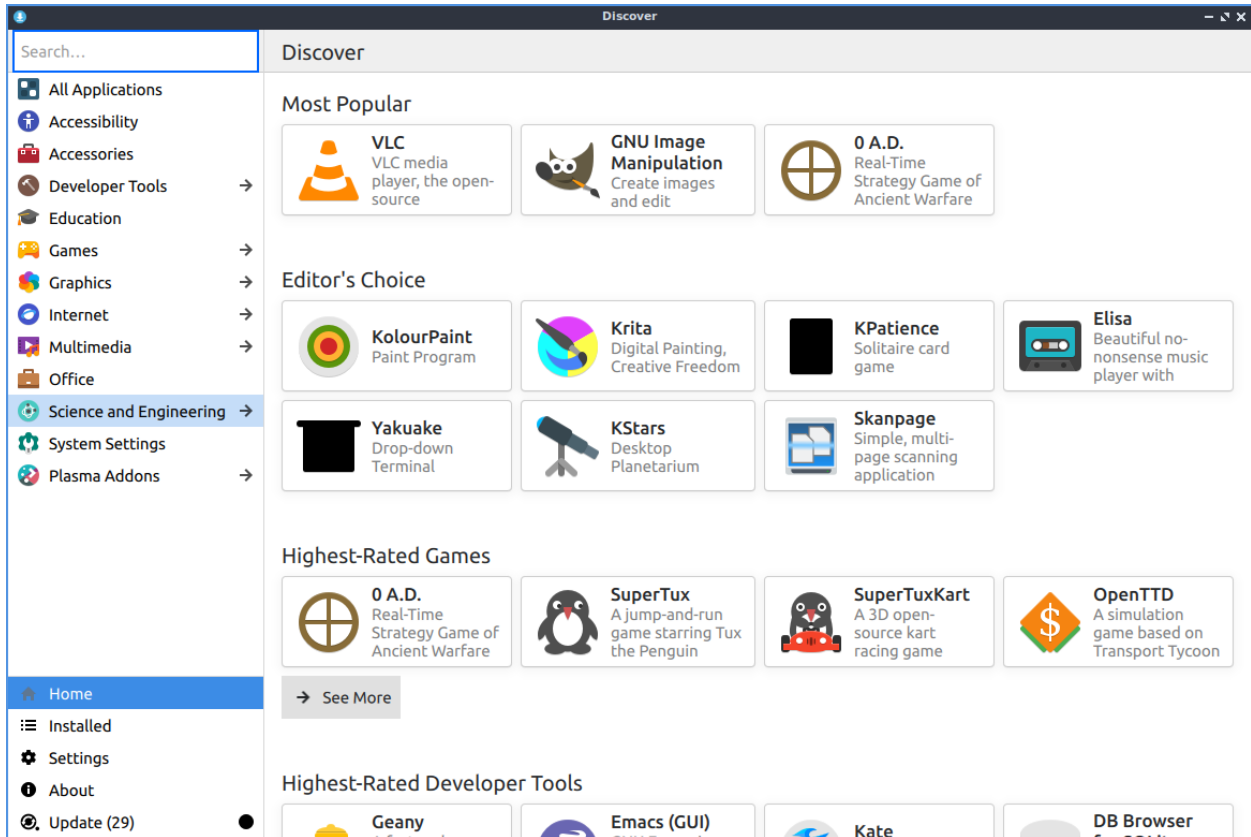 Discover
Search...
Discover
All Applications
Accessibility
Accessories
Developer Tools
Education
Games
Graphics
Internet
Multimedia
Office
Science and Engineering
System Settings
Plasma Addons
Home
Installed
Settings
About
Update (29)
Most Popular
VLC
VLC media
player, the open-
source
GNU Image
Manipulation
Create images
and edit
0 A.D.
Real-Time
Strategy Game of
Ancient Warfare
Editor's Choice
KolourPaint
Paint Program
Krita
Digital Painting,
Creative Freedom
KPatience
Solitaire card
game
Elisa
Beautiful no-
nonsense music
player with
Yakuake
Drop-down
Terminal
KStars
Desktop
Planetarium
Skanpage
Simple, multi-
page scanning
application
Highest-Rated Games
0 A.D.
Real-Time
Strategy Game of
Ancient Warfare
SuperTux
A jump-and-run
game starring Tux
the Penguin
SuperTuxKart
A 3D open-
source kart
racing game
OpenTTD
A simulation
game based on
Transport Tycoon
See More
Highest-Rated Developer Tools
Geany
Emacs (GUI)
Kate
DB Browser